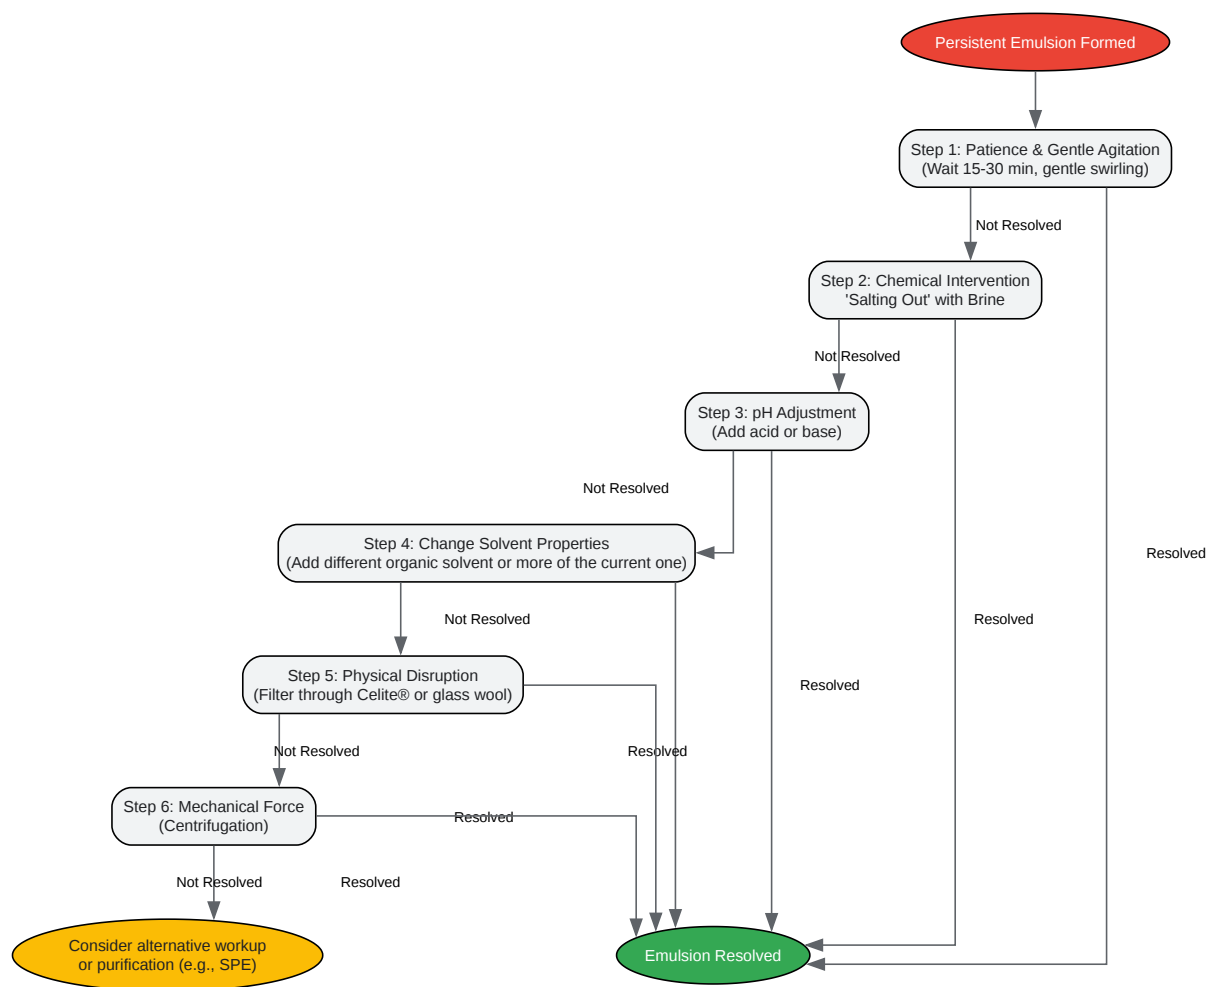 Persistent Emulsion Formed
Step 1: Patience & Gentle Agitation
(Wait 15-30 min, gentle swirling)
Not Resolved
Step 2: Chemical Intervention
'Salting Out' with Brine
Not Resolved
Step 3: pH Adjustment
(Add acid or base)
Not Resolved
Step 4: Change Solvent Properties
(Add different organic solvent or more of the current one)
Resolved
Not Resolved
Resolved
Step 5: Physical Disruption
(Filter through Celite® or glass wool)
Resolved
Not Resolved
Resolved
Step 6: Mechanical Force
(Centrifugation)
Resolved
Not Resolved
Resolved
Consider alternative workup
or purification (e.g., SPE)
Emulsion Resolved